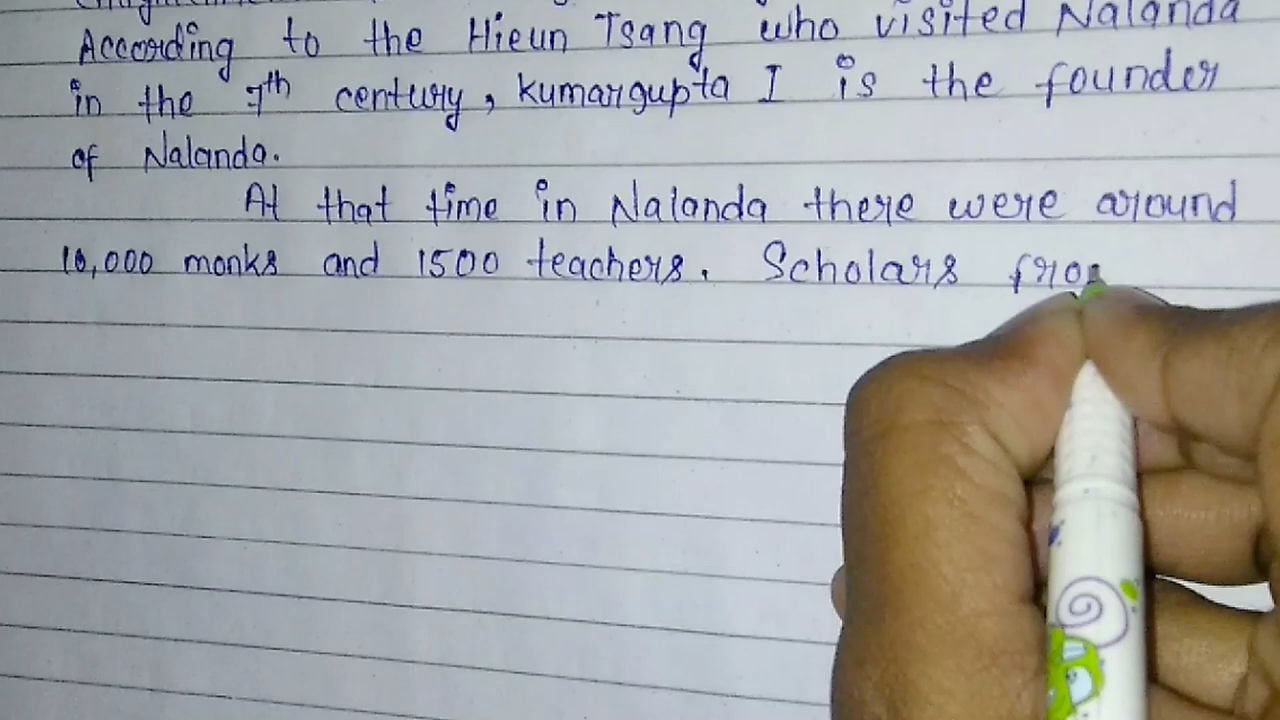 According to the Hieun Tsang who visited Nalanda
in the 7th century, Kumargupta I is the founder
of Nalanda.
At that time in Nalanda there were around
10,000 monks and 1500 teachers. Scholars from